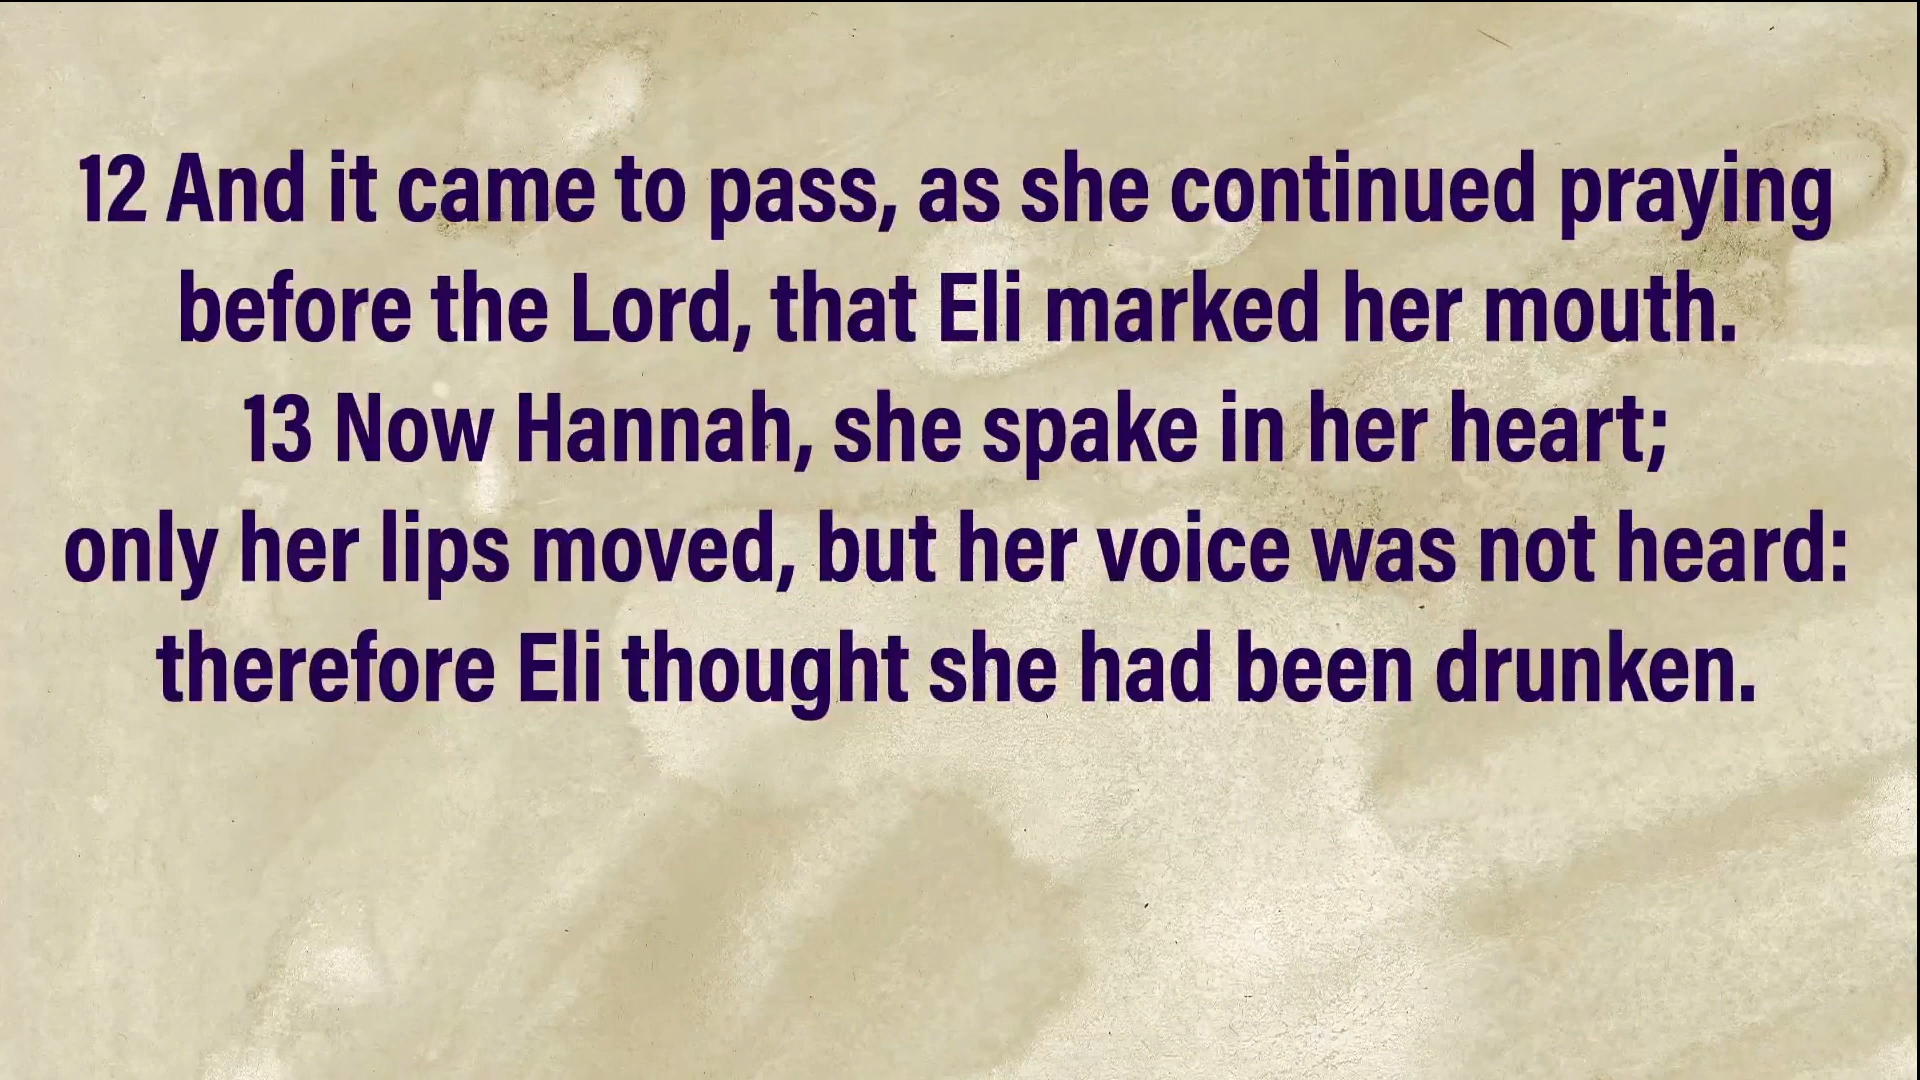 12 And it came to pass, as she continued praying
before the Lord, that Eli marked her mouth.
13 Now Hannah, she spake in her heart;
only her lips moved, but her voice was not heard:
therefore Eli thought she had been drunken.